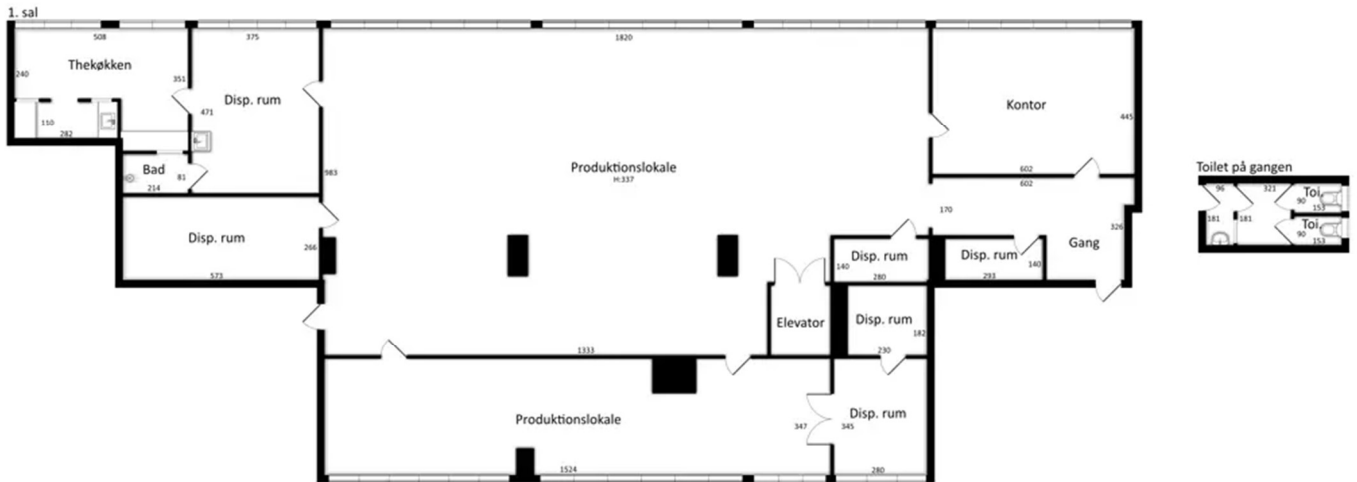 1. sal
508
Thekøkken
240
351
110
282
375
Disp. rum
471
Bad
81
214
Disp. rum
266
573
1820
983
Produktionslokale
H:337
1333
Kontor
445
602
602
170
326
Gang
Disp. rum
140
280
Disp. rum
140
293
Elevator
Disp. rum
182
230
Produktionslokale
347
1524
345
Disp. rum
280
Toilet på gangen
96
321
181
181
Toi.
90
153
Toi.
90
153